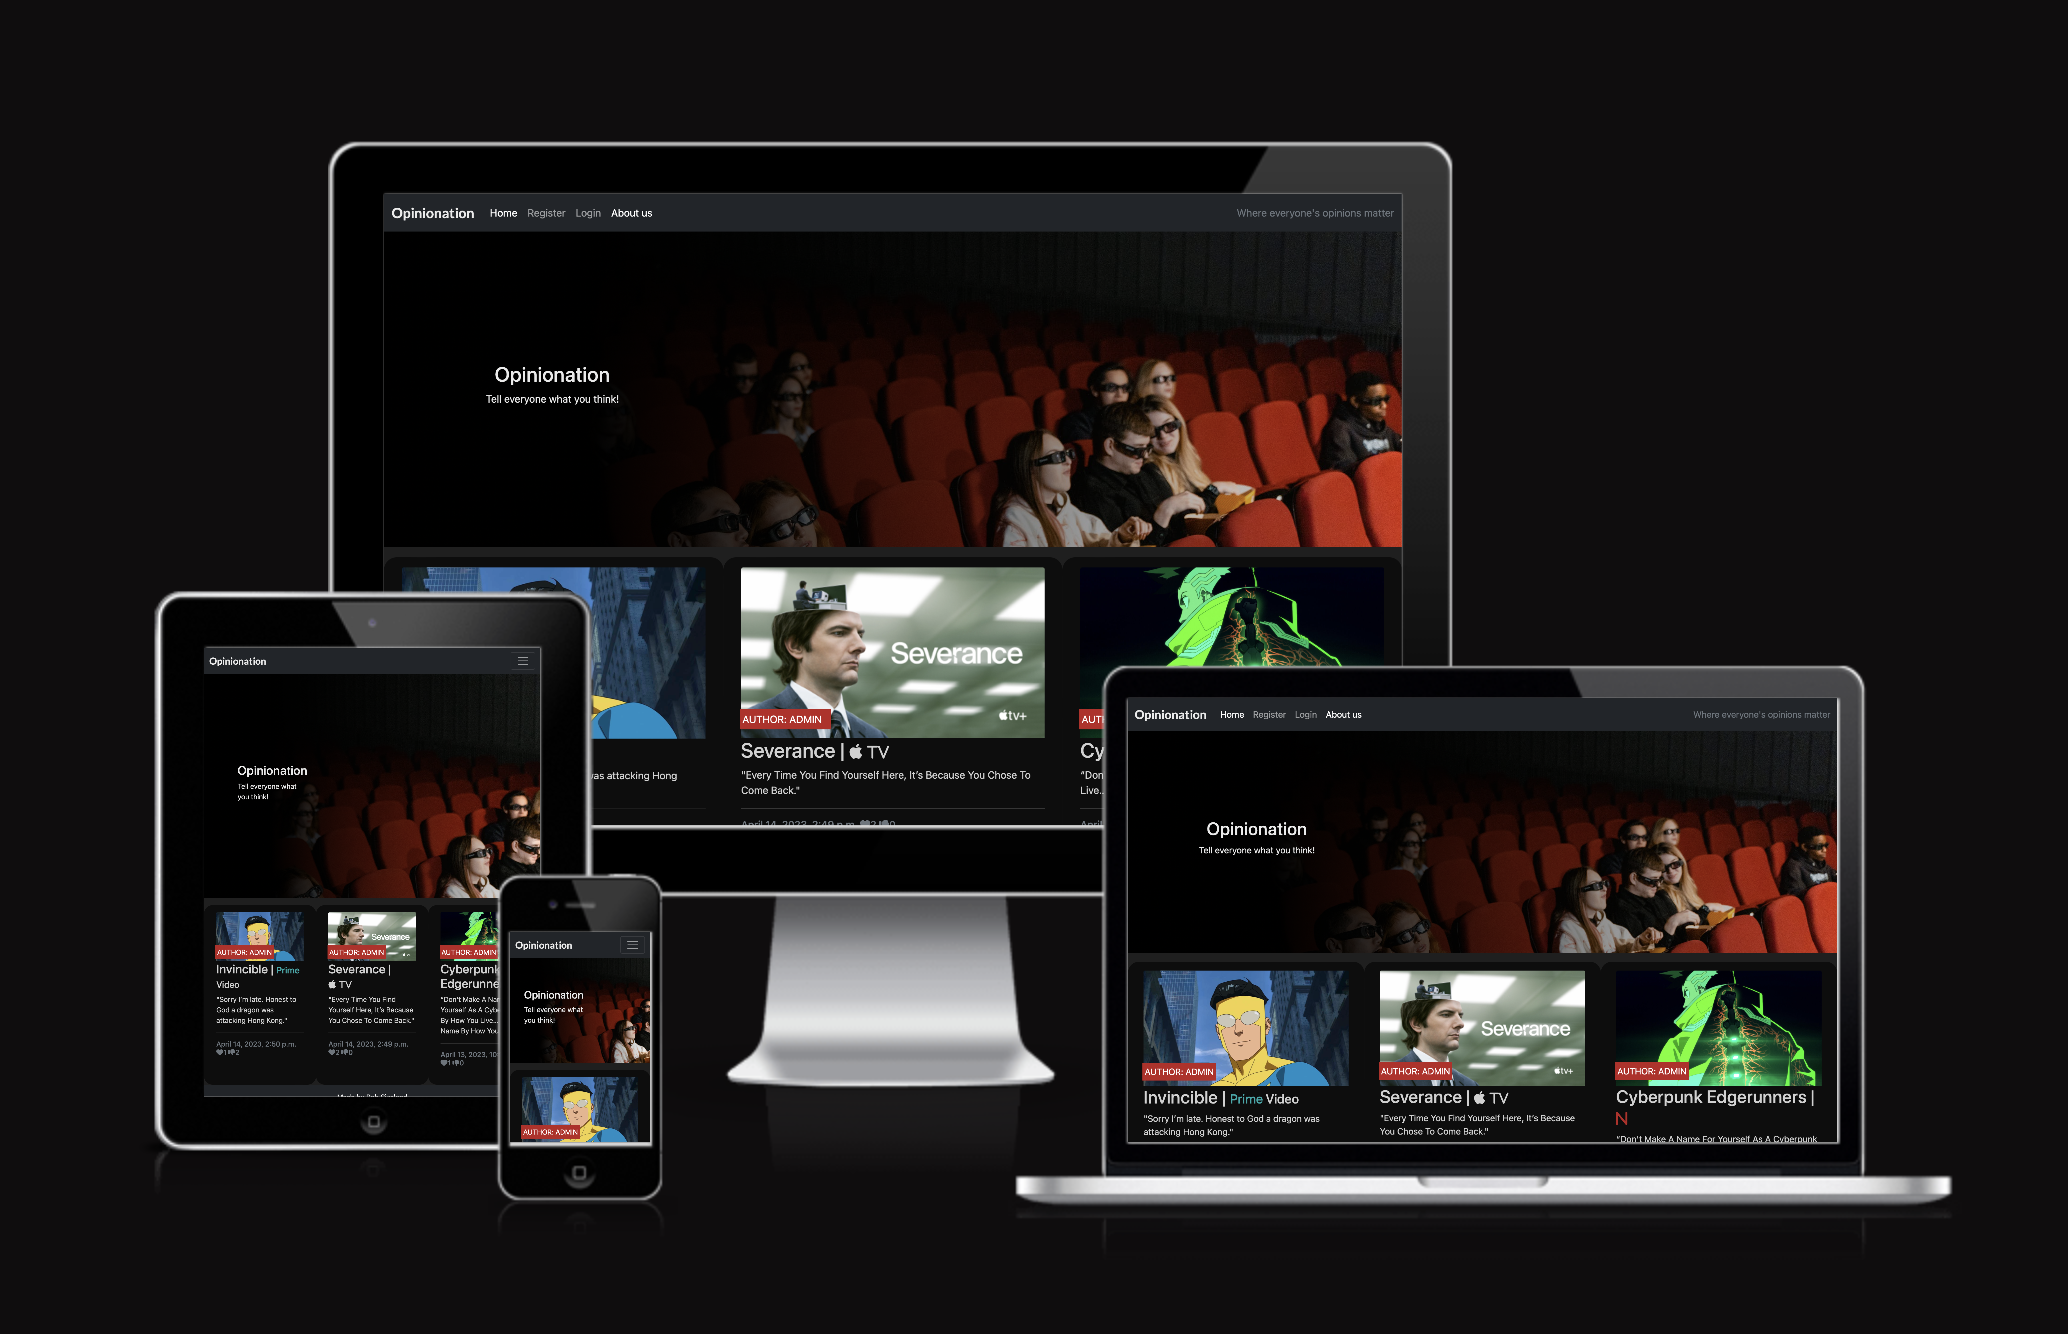 Opinionation Home Register Login About us Where everyone's opinions matter
Opinionation
Tell everyone what you think!
Severance
tv+
AUTHOR: ADMIN
Severance | TV
"Every Time You Find Yourself Here, It's Because You Chose To
Come Back."
April 14, 2023, 2:49 p.m. 2 0
as attacking Hong
AUT
Cy
"Don
Live..
April
Opinionation
Opinionation
Tell everyone what
you think!
AUTHOR: ADMIN
Invincible | Prime
Video
"Sorry I'm late. Honest to
God a dragon was
attacking Hong Kong."
April 14, 2023, 2:50 p.m.
1 2
Severance
AUTHOR: ADMIN
Severance |
TV
"Every Time You Find
Yourself Here, It's Because
You Chose To Come Back."
April 14, 2023, 2:49 p.m.
2 0
AUTHOR: ADMIN
Cyberpunk
Edgerunne
"Don't Make A Nam
Yourself As A Cybe
By How You Live...
Name By How You
April 13, 2023, 10
1 0
Opinionation
Opinionation
Tell everyone what
you think!
AUTHOR: ADMIN
Opinionation Home Register Login About us Where everyone's opinions matter
Opinionation
Tell everyone what you think!
AUTHOR: ADMIN
Invincible | Prime Video
"Sorry I'm late. Honest to God a dragon was
attacking Hong Kong."
Severance
tv+
AUTHOR: ADMIN
Severance | TV
"Every Time You Find Yourself Here, It's Because
You Chose To Come Back."
AUTHOR: ADMIN
Cyberpunk Edgerunners |
N
"Don't Make A Name For Yourself As A Cyberpunk